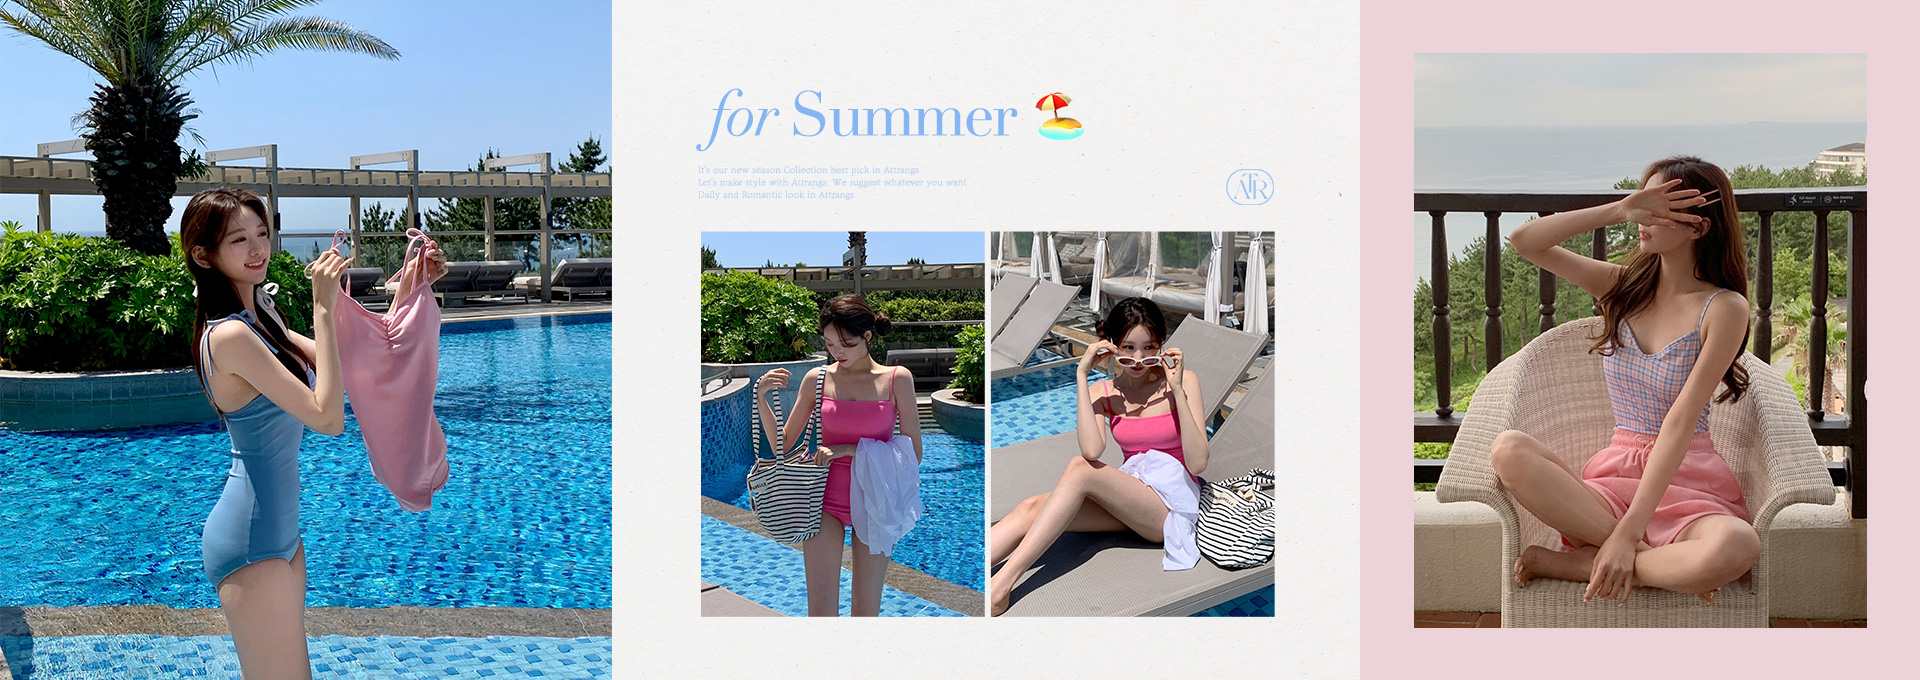 for Summer
It's our new season Collection best pick in Attrangs
Let's make style with Attrangs. We suggest whatever you want
Daily and Romantic look in Attrangs
ATR